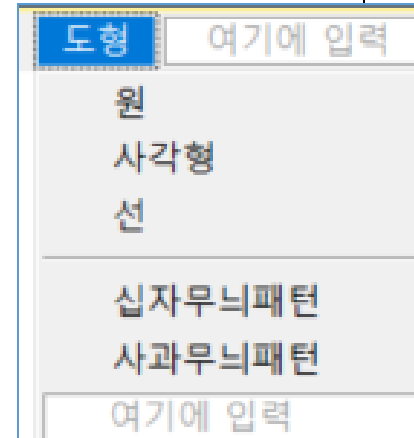 도형 여기에 입력
원
사각형
선
십자무늬패턴
사과무늬패턴
여기에 입력